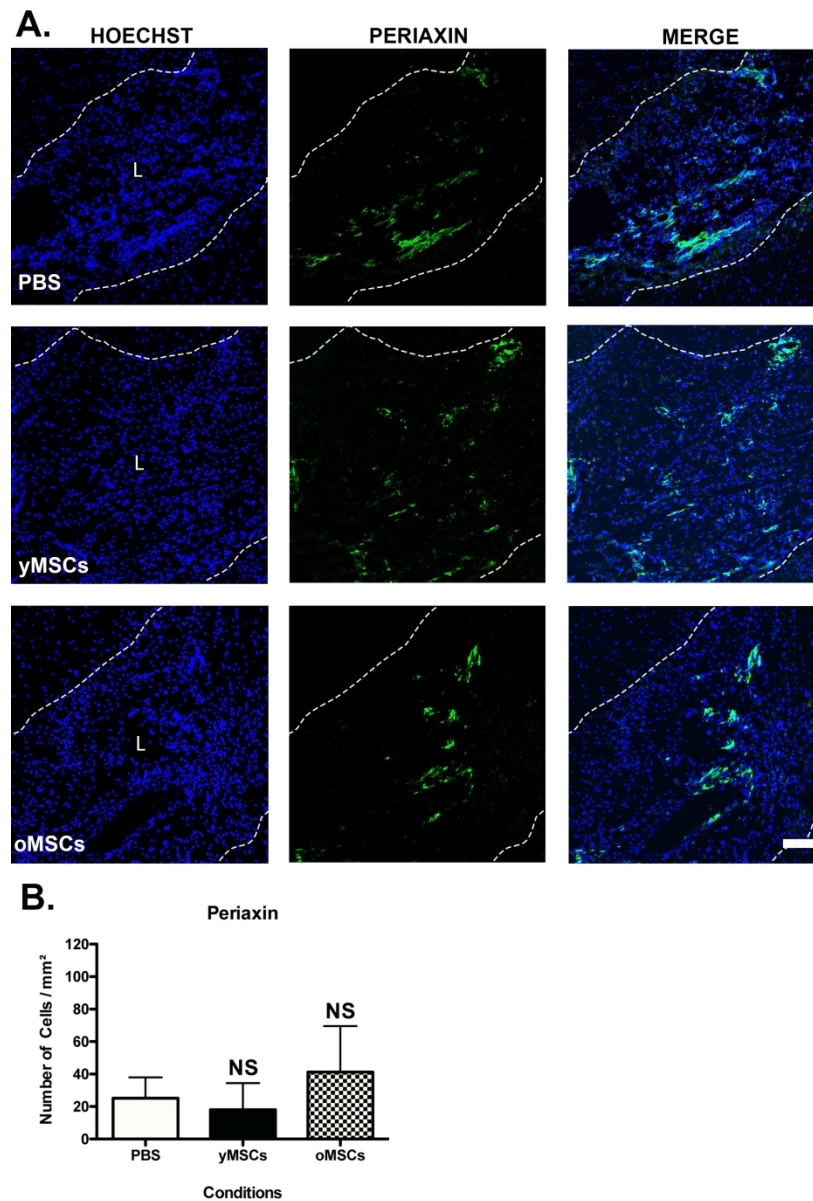 A.
HOECHST PERIAXIN MERGE
L
PBS
L
yMSCs
L
oMSCs
B.
Periaxin
Number of Cells / mm²
120
100
80
60
40
20
0
NS
NS
PBS yMSCs oMSCs
Conditions